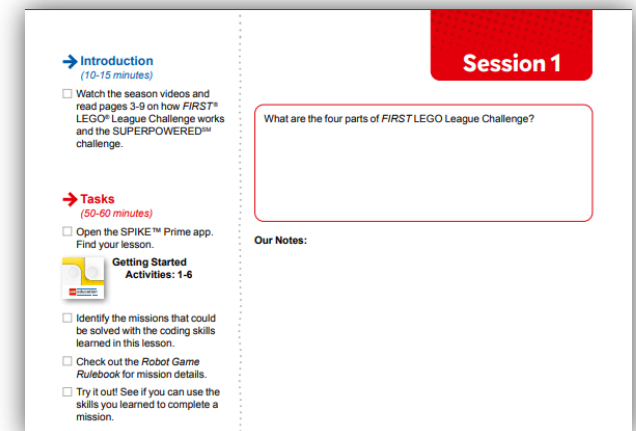 Session 1
→ Introduction
(10-15 minutes)
Watch the season videos and
read pages 3-9 on how FIRST®
LEGO® League Challenge works
and the SUPERPOWERED℠
challenge.
→ Tasks
(50-60 minutes)
Open the SPIKE™ Prime app.
Find your lesson.
Getting Started
Activities: 1-6
education
Identify the missions that could
be solved with the coding skills
learned in this lesson.
Check out the Robot Game
Rulebook for mission details.
Try it out! See if you can use the
skills you learned to complete a
mission.
What are the four parts of FIRST LEGO League Challenge?
Our Notes: